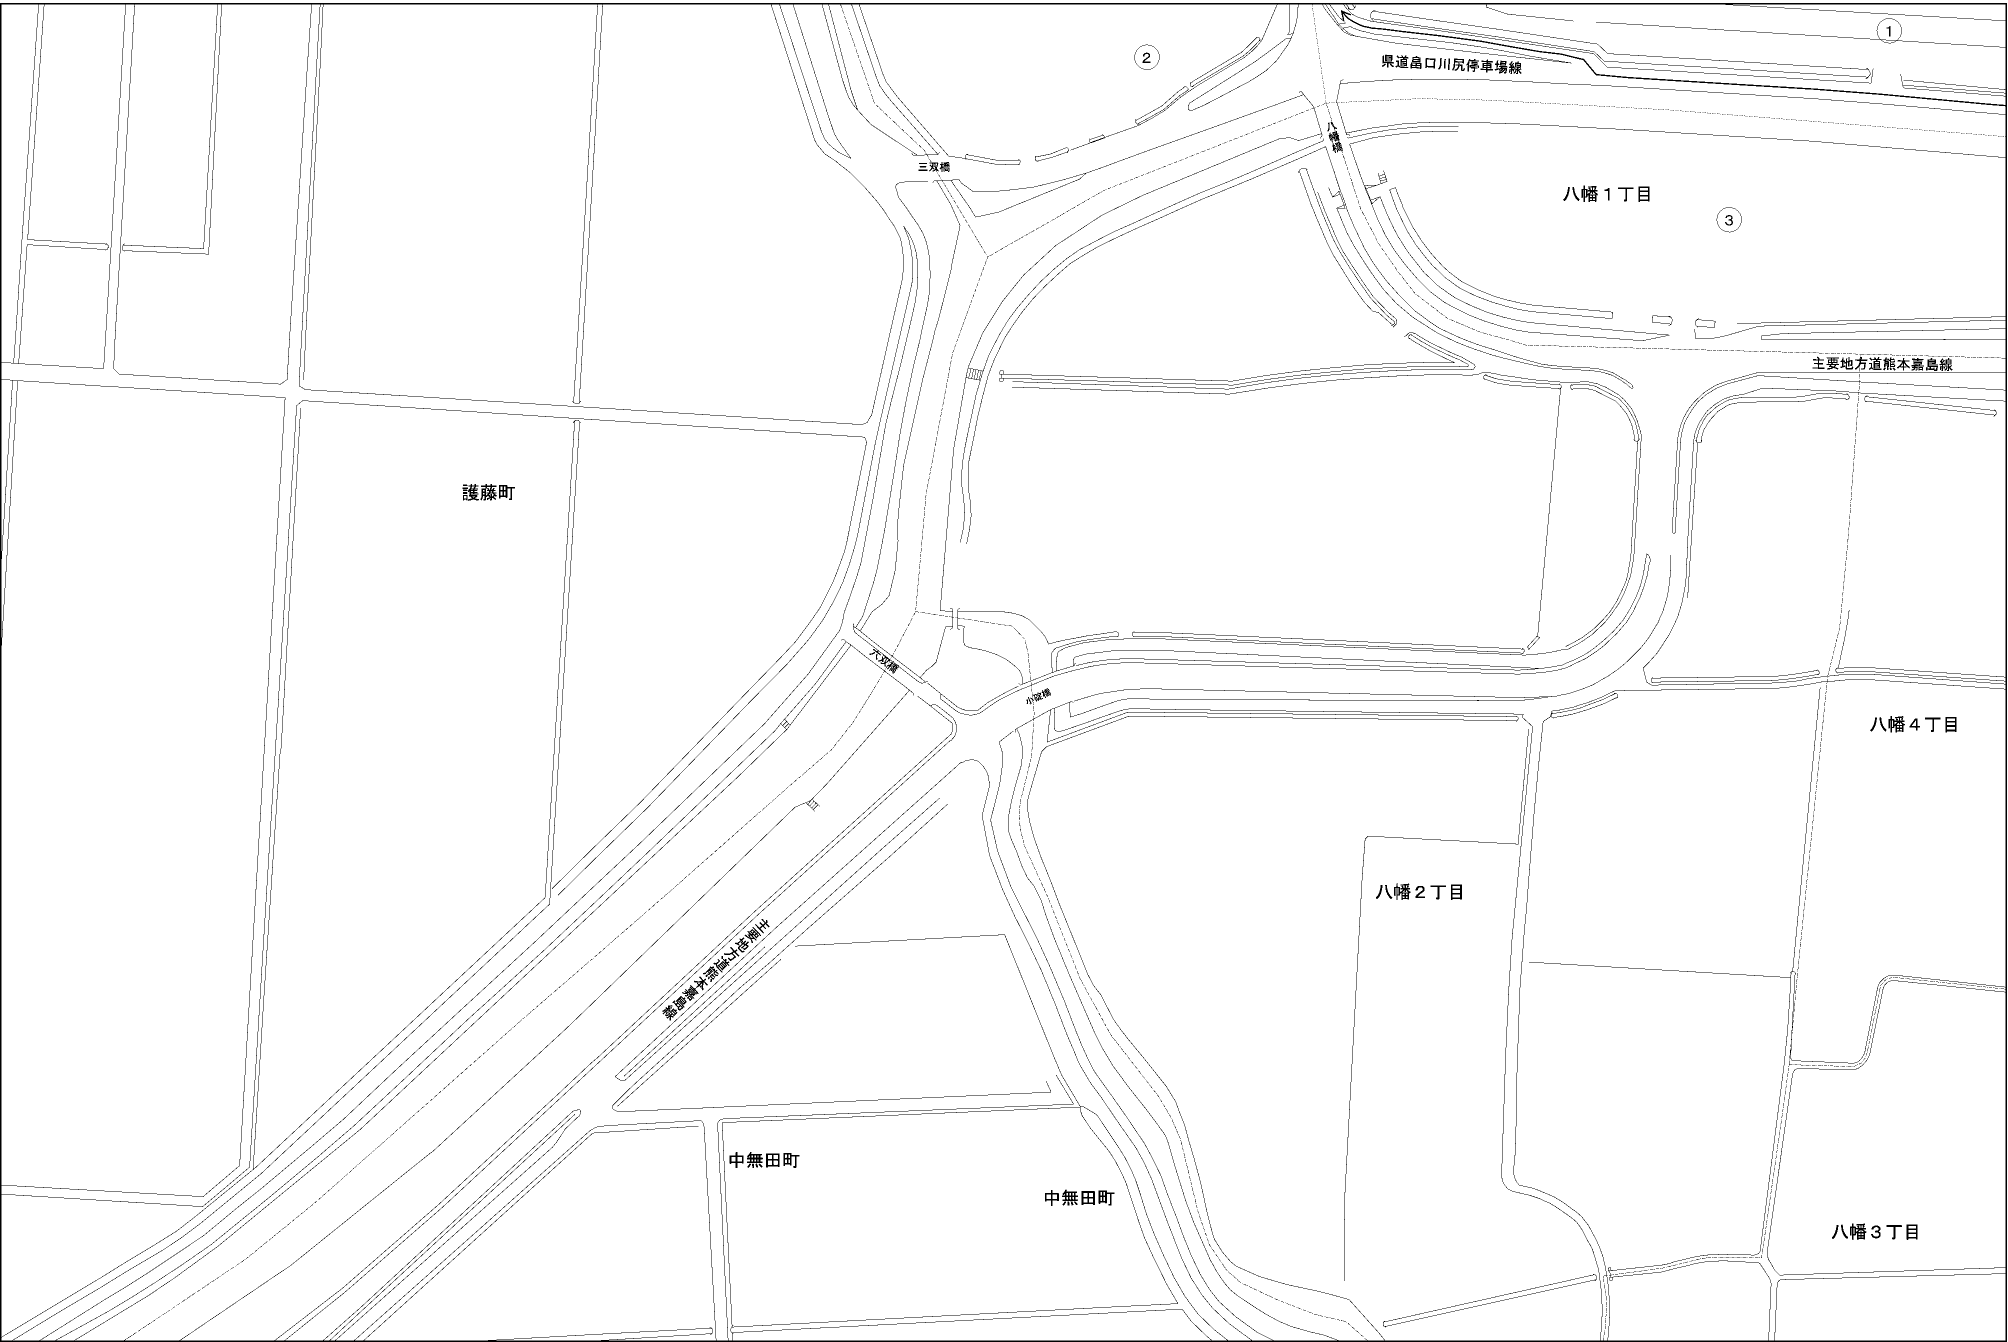 1
2
県道畠口川尻停車場線
八幡橋
三双橋
八幡1丁目
3
主要地方道熊本嘉島線
護藤町
六双橋
小碇橋
八幡4丁目
八幡2丁目
主要地方道熊本嘉島線
中無田町
中無田町
八幡3丁目